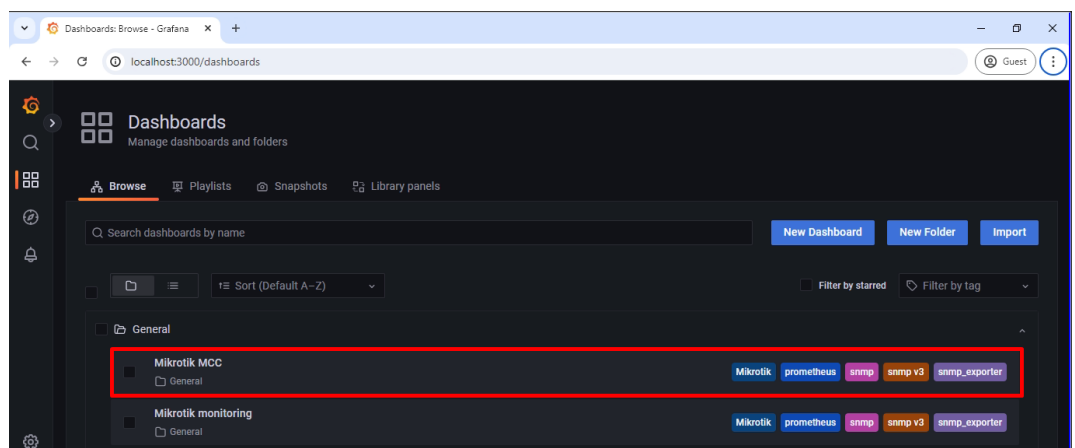 Dashboards: Browse - Grafana
localhost:3000/dashboards
Guest
Dashboards
Manage dashboards and folders
Browse Playlists Snapshots Library panels
Search dashboards by name New Dashboard New Folder Import
Sort (Default A–Z) Filter by starred Filter by tag
General
Mikrotik MCC
General
Mikrotik prometheus snmp snmp v3 snmp_exporter
Mikrotik monitoring
General
Mikrotik prometheus snmp snmp v3 snmp_exporter